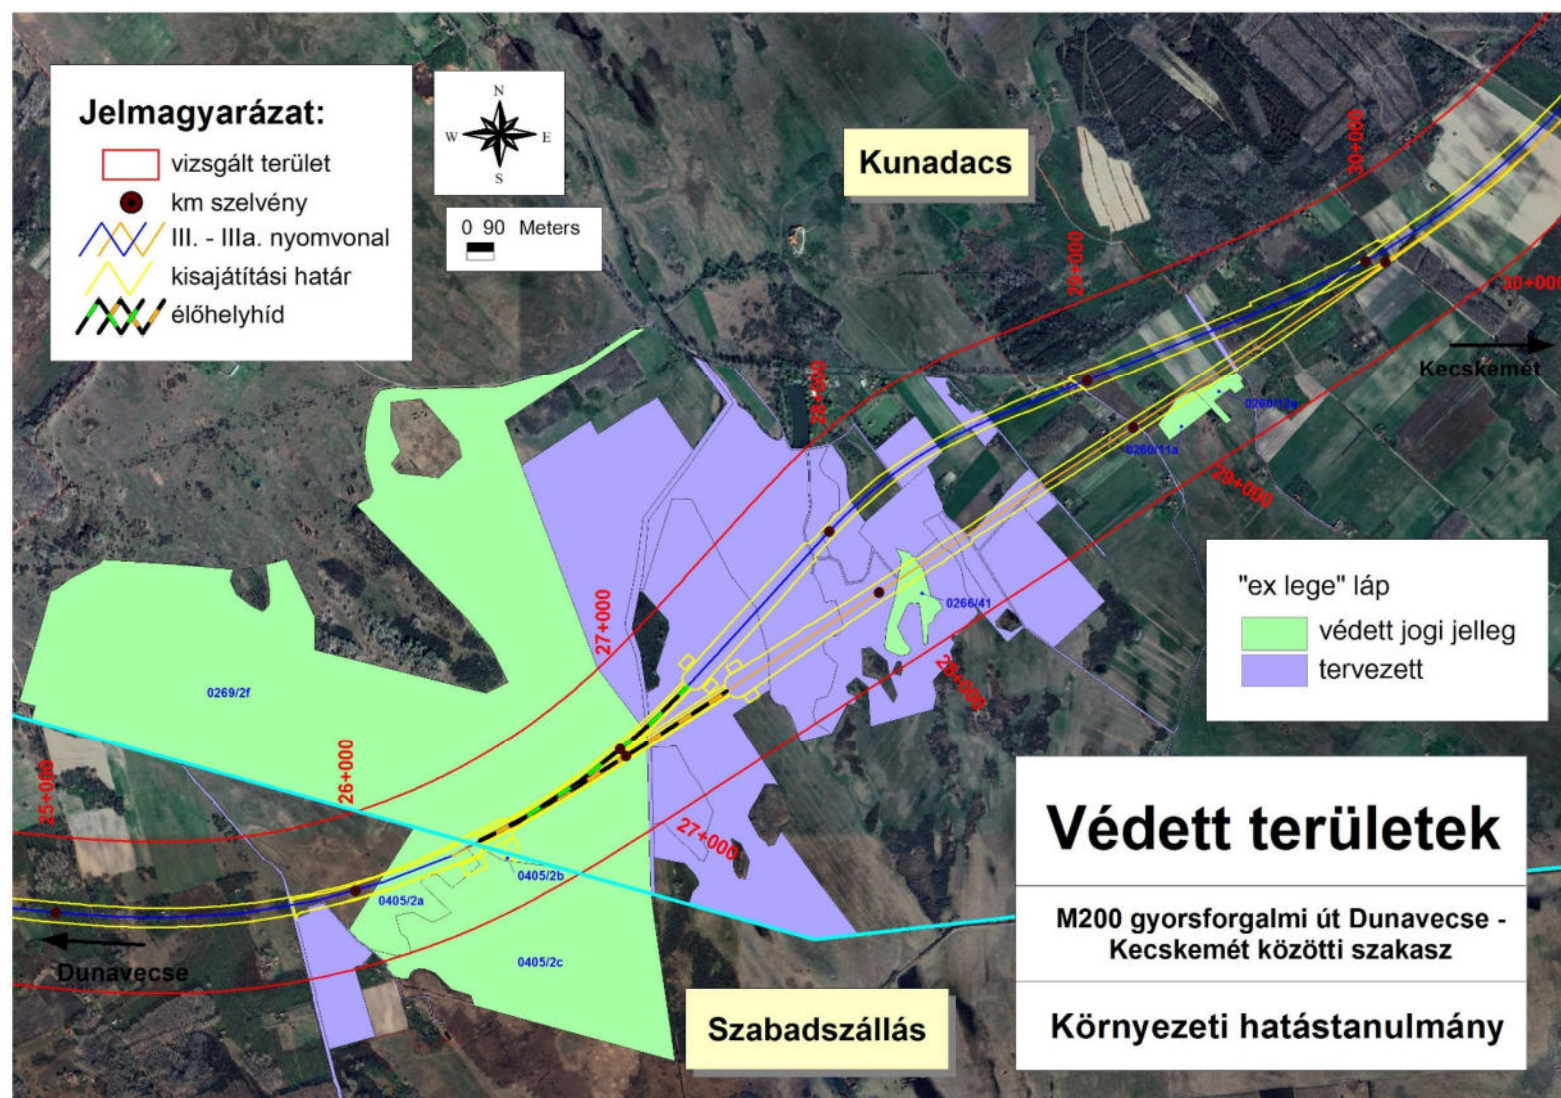 Jelmagyarázat:
vizsgált terület
km szelvény
III. - IIIa. nyomvonal
kisajátítási határ
élőhelyhíd
N
W E
S
0 90 Meters
Kunadacs
30+000
29+000
28+000
30+000
Kecskemét
0260/12a
0260/11a
29+000
27+000
0266/41
28+000
"ex lege" láp
védett jogi jelleg
tervezett
0269/2f
26+000
25+000
27+000
0405/2b
0405/2a
0405/2c
Dunavecse
Szabadszállás
Védett területek
M200 gyorsforgalmi út Dunavecse -
Kecskemét közötti szakasz
Környezeti hatástanulmány